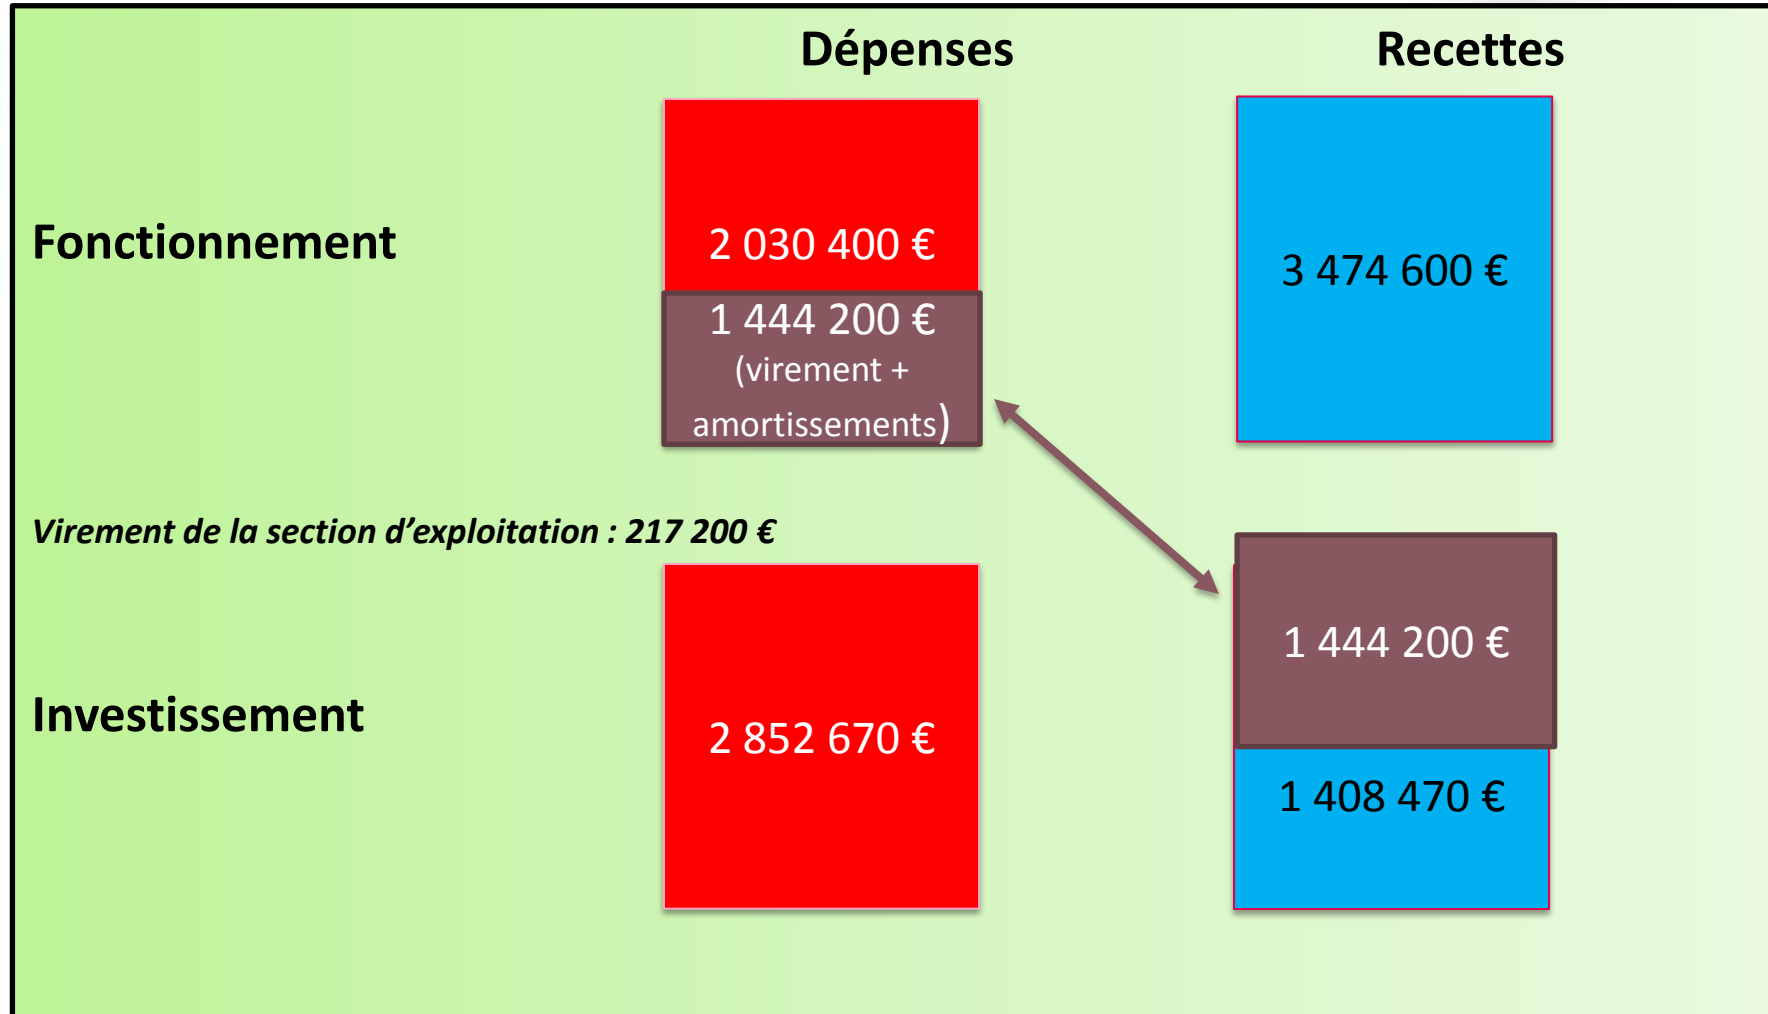 Dépenses
Recettes
Fonctionnement
2 030 400 €
3 474 600 €
1 444 200 €
(virement +
amortissements)
Virement de la section d’exploitation : 217 200 €
Investissement
2 852 670 €
1 444 200 €
1 408 470 €